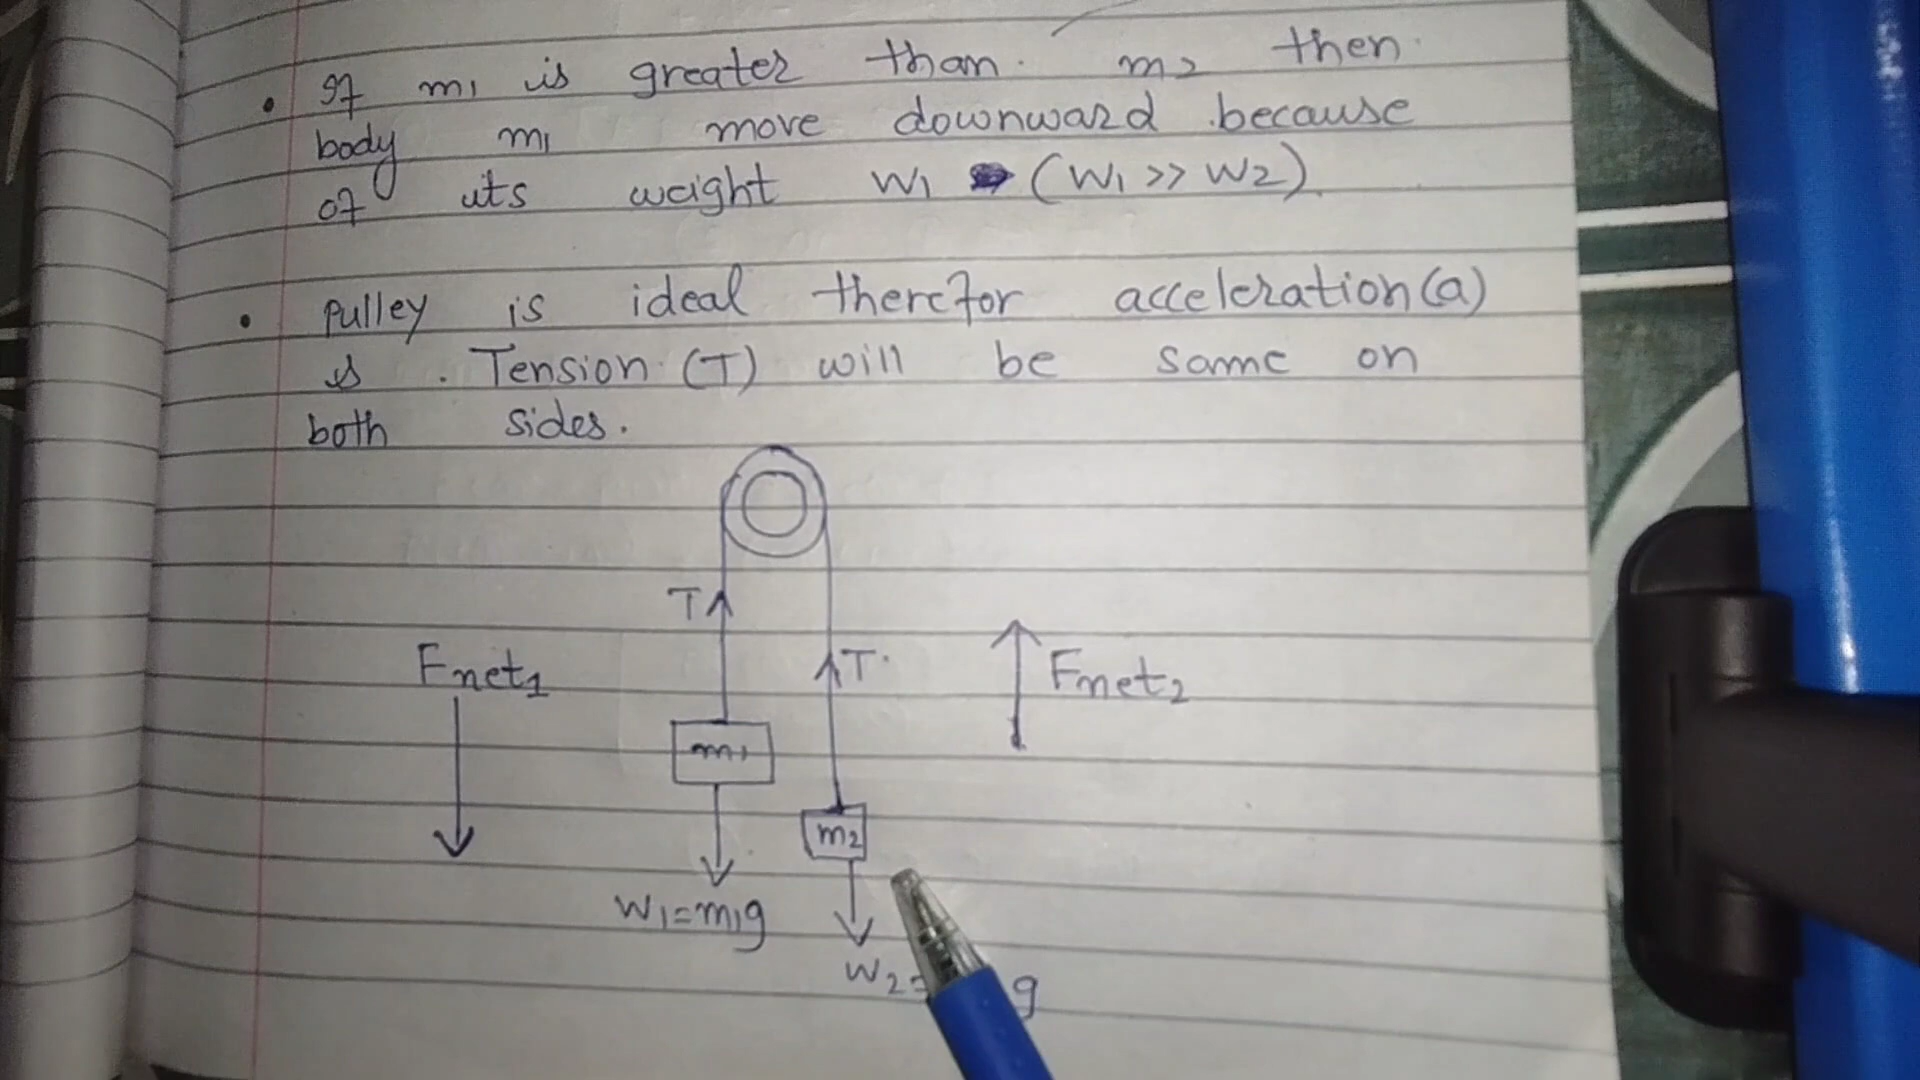 If m1 is greater than m2 then
body m1 move downward because
of its weight W1 (W1 >> W2).
Pulley is ideal therefor acceleration(a)
& Tension (T) will be same on
both sides.
T
Fnet1
T
Fnet2
m1
m2
W1=m1g
W2= g